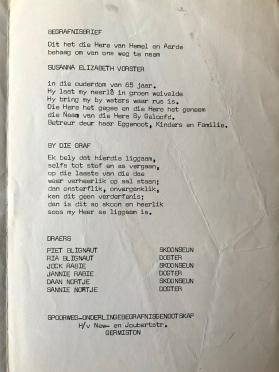 BEGRAFNISBRIEF
Dit het die Here van Hemel en Aarde
behaag om van ons weg te neem
SUSANNA ELIZABETH VORSTER
in die ouderdom van 65 jaar.
My laat my neerlê in groen weivelde
Hy bring my by waters waar rus is.
Die Here het gegee en die Here het geneem
die Naam van die Here By Geloofd.
Betreur deur haar Eggenoot, Kinders en Familie.
BY DIE GRAF
Ek bely dat hierdie liggaam,
selfs tot stof en as vergaan,
op die laaste van die dae
weer verheerlik op sal staan;
dan onsterflik, onverganklik,
ken dit geen verderfenis;
dan is dit so skoon en heerlik
soos my Heer se liggaam is.
DRAERS
PIET BLIGNAUT SKOONSEUN
RIA BLIGNAUT DOGTER
JOCK RABIE SKOONSEUN
JANNIE RABIE DOGTER
DAAN NORTJE SKOONSEUN
SANNIE NORTJE DOGTER
SPOORWEG-ONDERLINGEBEGRAFNISGENOOTSKAP
H/v New- en Joubertstr.
GERMISTON